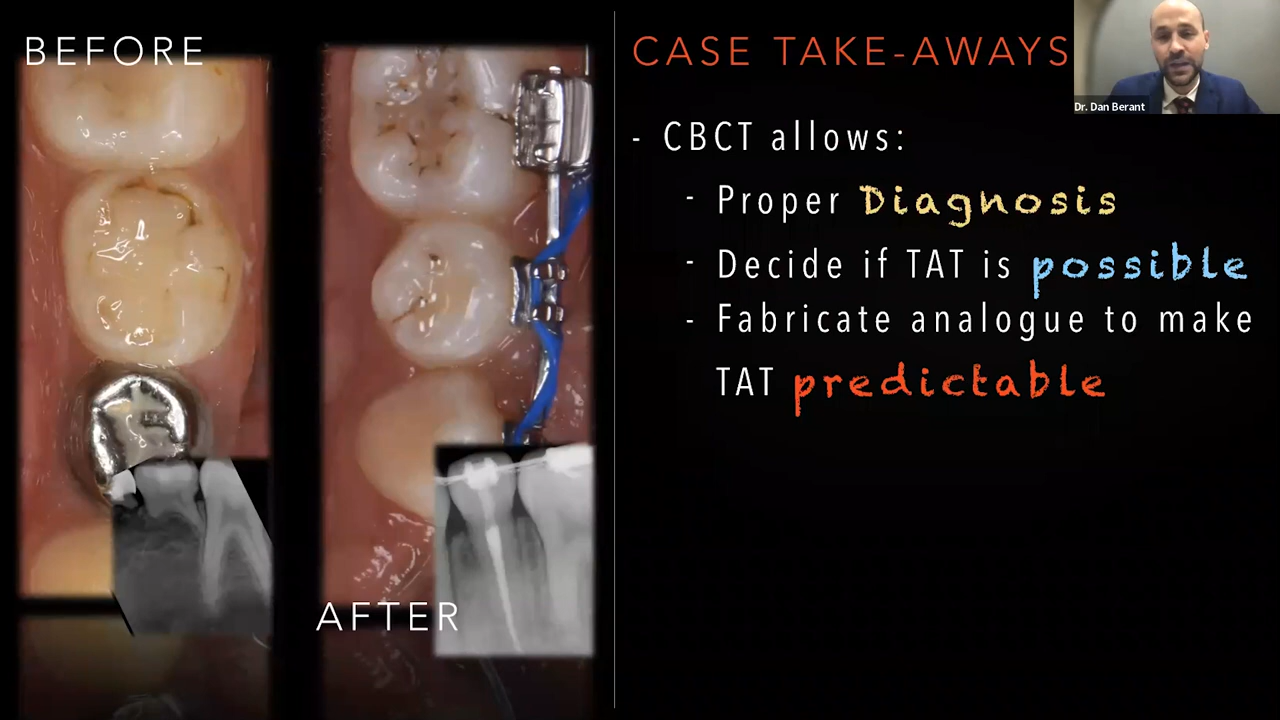 BEFORE
AFTER
CASE TAKE-AWAYS
Dr. Dan Berant
- CBCT allows:
- Proper Diagnosis
- Decide if TAT is possible
- Fabricate analogue to make
TAT predictable